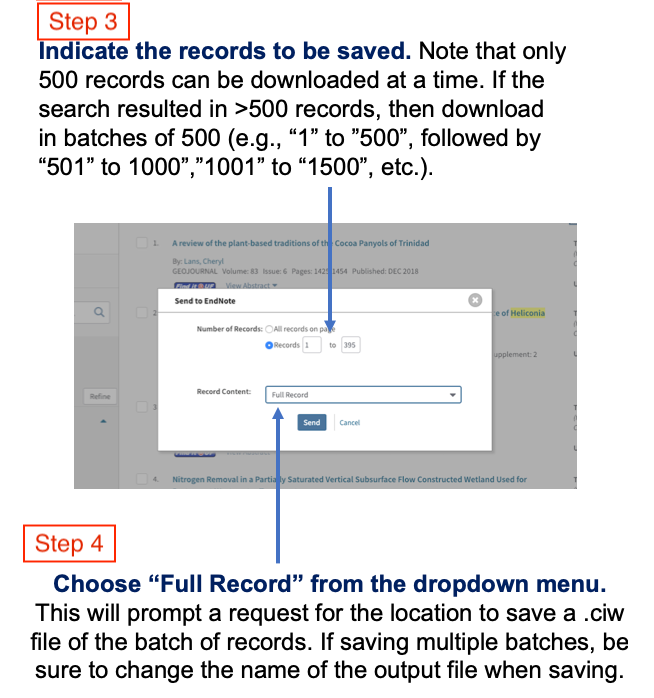 Step 3
Indicate the records to be saved. Note that only
500 records can be downloaded at a time. If the
search resulted in >500 records, then download
in batches of 500 (e.g., “1” to ”500”, followed by
“501” to 1000”,”1001” to “1500”, etc.).
1. A review of the plant-based traditions of the Cocoa Panyols of Trinidad
By: Lans, Cheryl
GEOJOURNAL Volume: 83 Issue: 6 Pages: 1425 1454 Published: DEC 2018
View Abstract
Send to EndNote
2
e of Heliconia
Number of Records: All records on page
Records 1 to 395
upplement: 2
Refine
Record Content: Full Record
3
Send Cancel
4. Nitrogen Removal in a Partially Saturated Vertical Subsurface Flow Constructed Wetland Used for
Step 4
Choose “Full Record” from the dropdown menu.
This will prompt a request for the location to save a .ciw
file of the batch of records. If saving multiple batches, be
sure to change the name of the output file when saving.